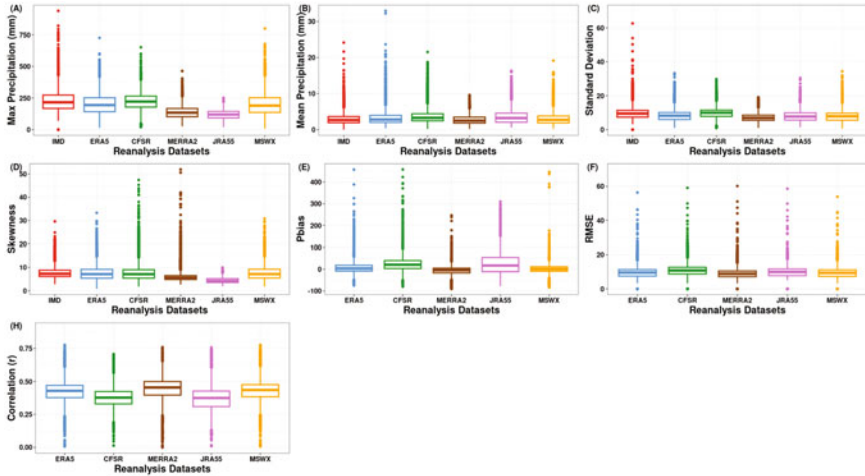 (A)
Max Precipitation (mm)
750
500
250
0
IMD ERA5 CFSR MERRA2 JRA55 MSWX
Reanalysis Datasets
(B)
Mean Precipitation (mm)
30
20
10
0
IMD ERA5 CFSR MERRA2 JRA55 MSWX
Reanalysis Datasets
(C)
Standard Deviation
60
40
20
0
IMD ERA5 CFSR MERRA2 JRA55 MSWX
Reanalysis Datasets
(D)
Skewness
50
40
30
20
10
0
IMD ERA5 CFSR MERRA2 JRA55 MSWX
Reanalysis Datasets
(E)
Pbias
400
300
200
100
0
-100
ERA5 CFSR MERRA2 JRA55 MSWX
Reanalysis Datasets
(F)
RMSE
60
40
20
0
ERA5 CFSR MERRA2 JRA55 MSWX
Reanalysis Datasets
(H)
Correlation (r)
0.75
0.50
0.25
0.00
ERA5 CFSR MERRA2 JRA55 MSWX
Reanalysis Datasets